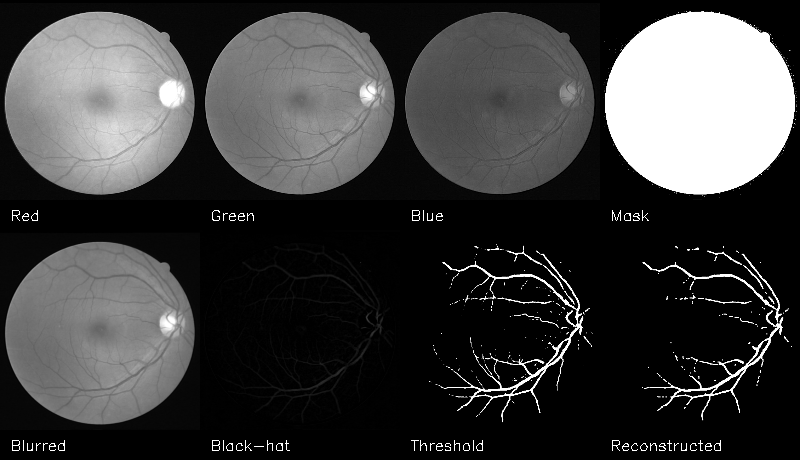 Red
Green
Blue
Mask
Blurred
Black-hat
Threshold
Reconstructed